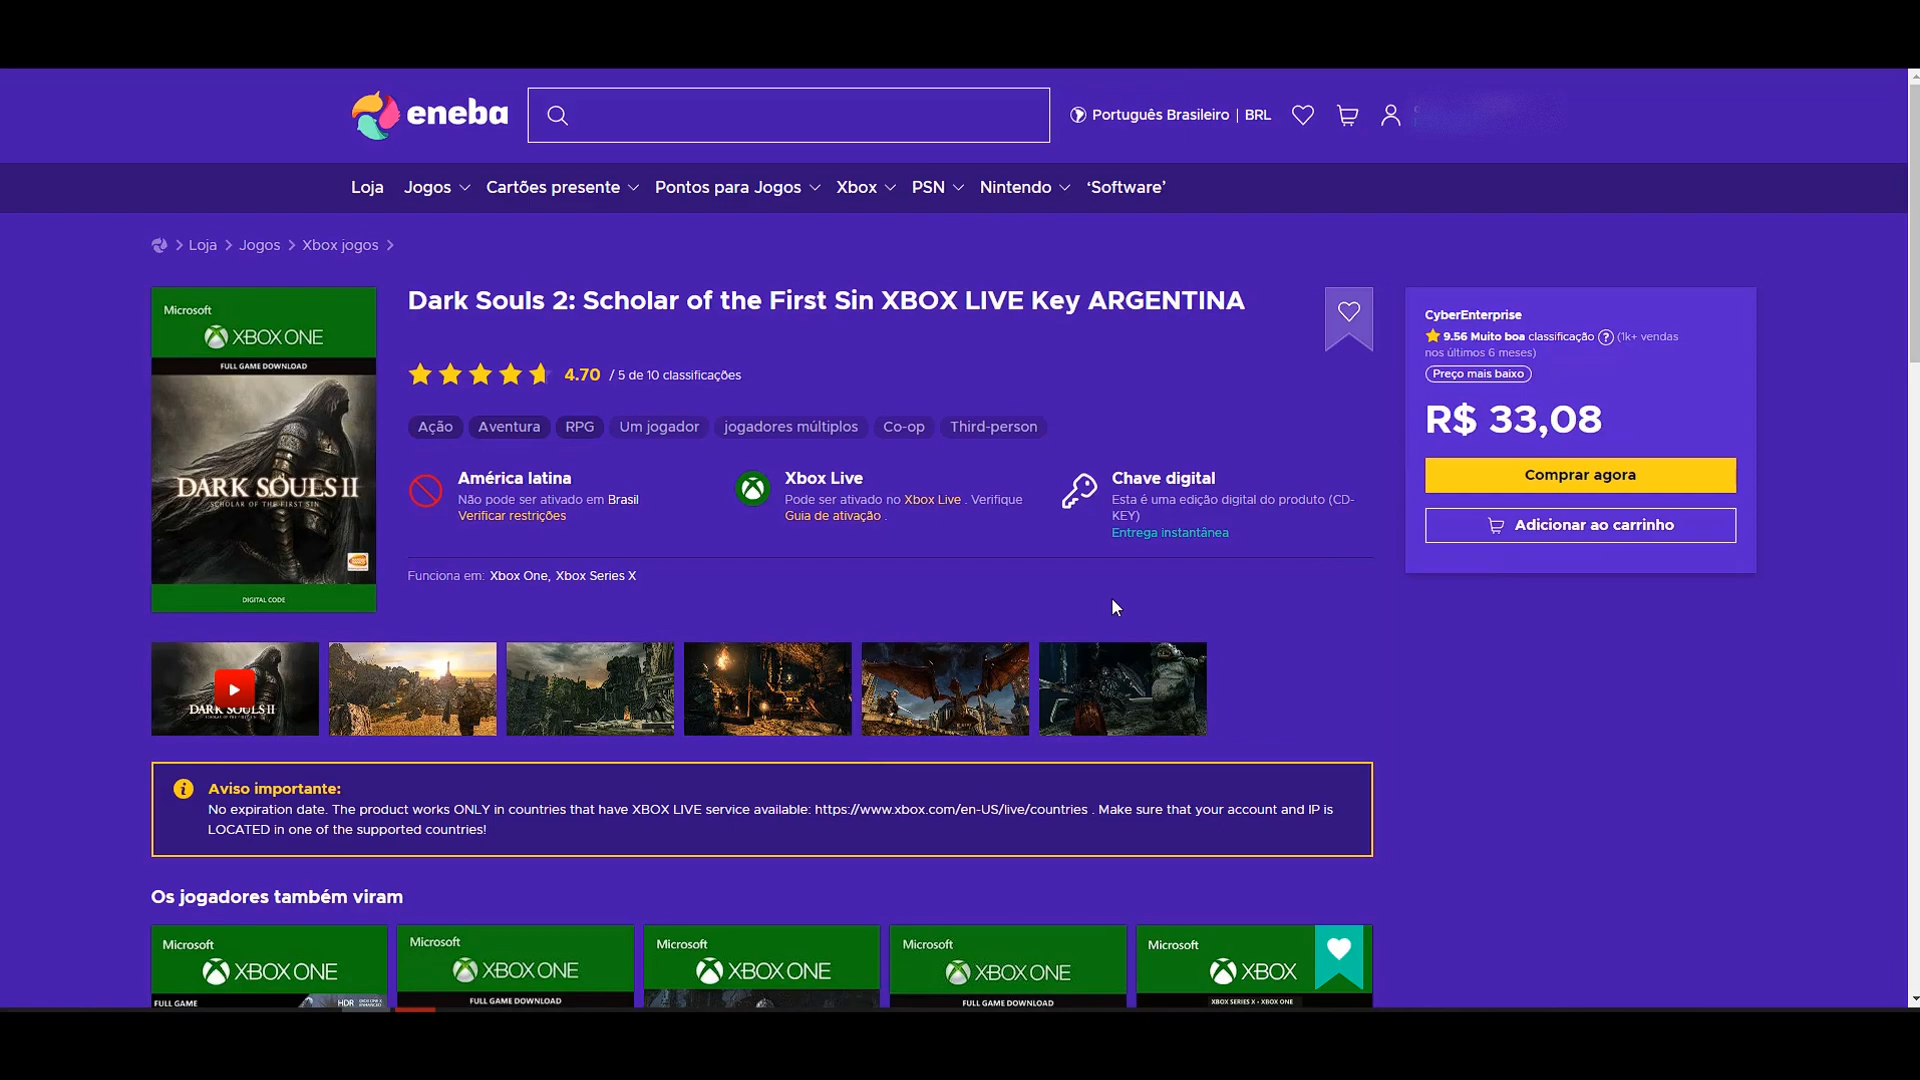 eneba
Português Brasileiro | BRL
Loja Jogos Cartões presente Pontos para Jogos Xbox PSN Nintendo ‘Software’
Loja Jogos Xbox jogos
Microsoft
XBOX ONE
FULL GAME DOWNLOAD
DARK SOULS II
SCHOLAR OF THE FIRST SIN
DIGITAL CODE
Dark Souls 2: Scholar of the First Sin XBOX LIVE Key ARGENTINA
4.70 / 5 de 10 classificações
Ação Aventura RPG Um jogador jogadores múltiplos Co-op Third-person
América latina
Não pode ser ativado em Brasil
Verificar restrições
Xbox Live
Pode ser ativado no Xbox Live . Verifique
Guia de ativação .
Chave digital
Esta é uma edição digital do produto (CD-
KEY)
Entrega instantânea
Funciona em: Xbox One, Xbox Series X
CyberEnterprise
9.56 Muito boa classificação ? (1k+ vendas
nos últimos 6 meses)
Preço mais baixo
R$ 33,08
Comprar agora
Adicionar ao carrinho
DARK SOULS II
Aviso importante:
No expiration date. The product works ONLY in countries that have XBOX LIVE service available: https://www.xbox.com/en-US/live/countries . Make sure that your account and IP is
LOCATED in one of the supported countries!
Os jogadores também viram
Microsoft
XBOX ONE
FULL GAME
HDR
Microsoft
XBOX ONE
FULL GAME DOWNLOAD
Microsoft
XBOX ONE
Microsoft
XBOX ONE
FULL GAME DOWNLOAD
Microsoft
XBOX
XBOX SERIES X • XBOX ONE